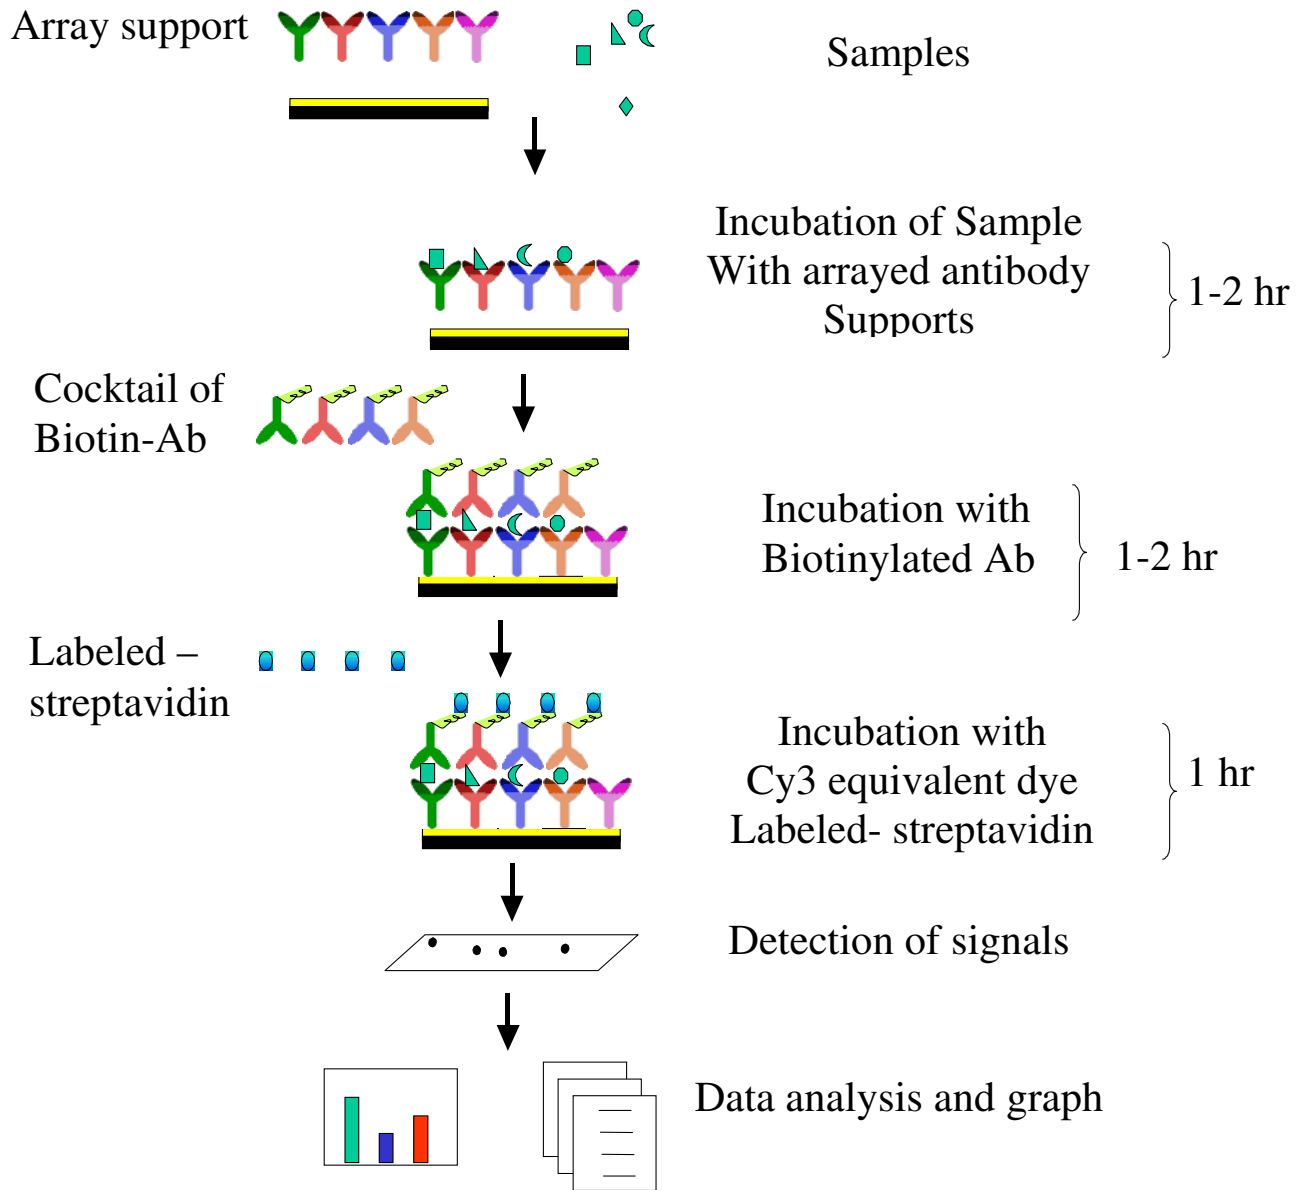 Array support
Samples
Incubation of Sample
With arrayed antibody
Supports
1-2 hr
Cocktail of
Biotin-Ab
Incubation with
Biotinylated Ab
1-2 hr
Labeled –
streptavidin
Incubation with
Cy3 equivalent dye
Labeled- streptavidin
1 hr
Detection of signals
Data analysis and graph